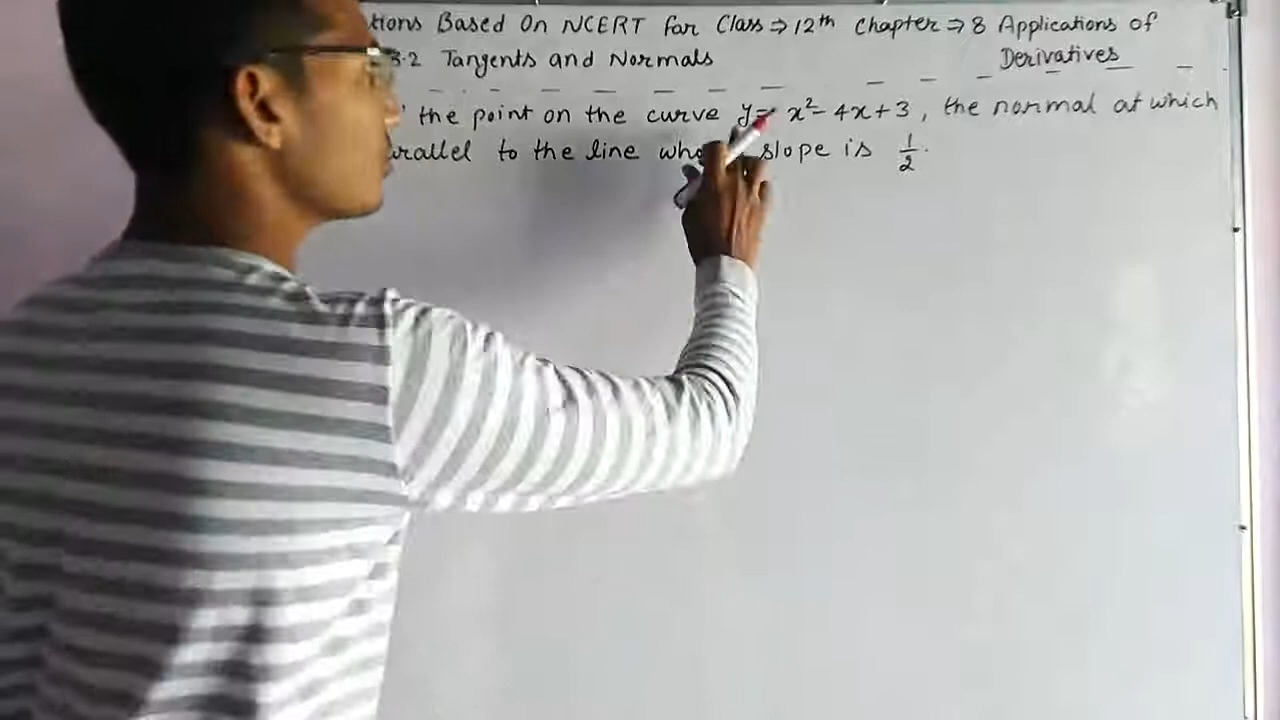 tions Based On NCERT for Class ⇒ 12th Chapter ⇒ 8 Applications of Derivatives
3.2 Tangents and Normals
the point on the curve y = x² - 4x + 3, the normal at which
rallel to the line slope is 1/2.